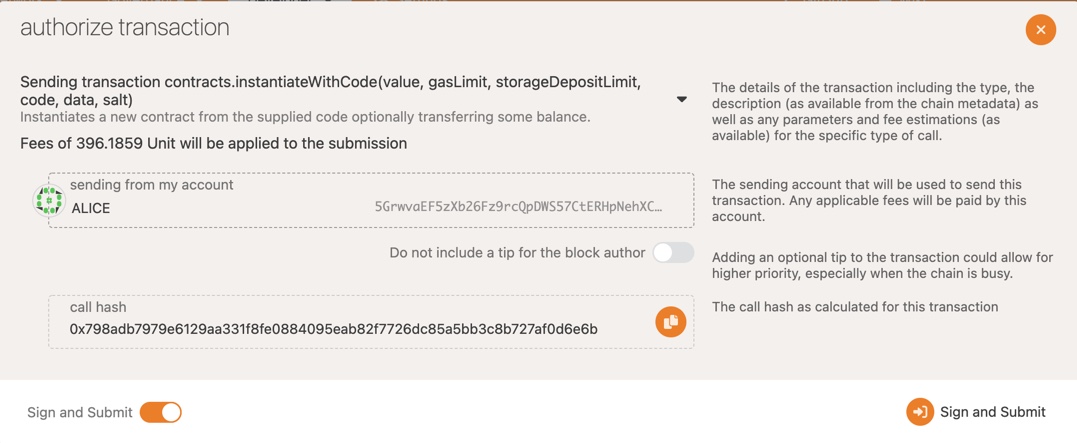 authorize transaction
Sending transaction contracts.instantiateWithCode(value, gasLimit, storageDepositLimit,
code, data, salt)
Instantiates a new contract from the supplied code optionally transferring some balance.
Fees of 396.1859 Unit will be applied to the submission
The details of the transaction including the type, the
description (as available from the chain metadata) as
well as any parameters and fee estimations (as
available) for the specific type of call.
sending from my account
ALICE
5GrwvaEF5zXb26Fz9rcQpDWS57CtERHpNehXC…
The sending account that will be used to send this
transaction. Any applicable fees will be paid by this
account.
Do not include a tip for the block author
Adding an optional tip to the transaction could allow for
higher priority, especially when the chain is busy.
call hash
0x798adb7979e6129aa331f8fe0884095eab82f7726dc85a5bb3c8b727af0d6e6b
The call hash as calculated for this transaction
Sign and Submit
Sign and Submit